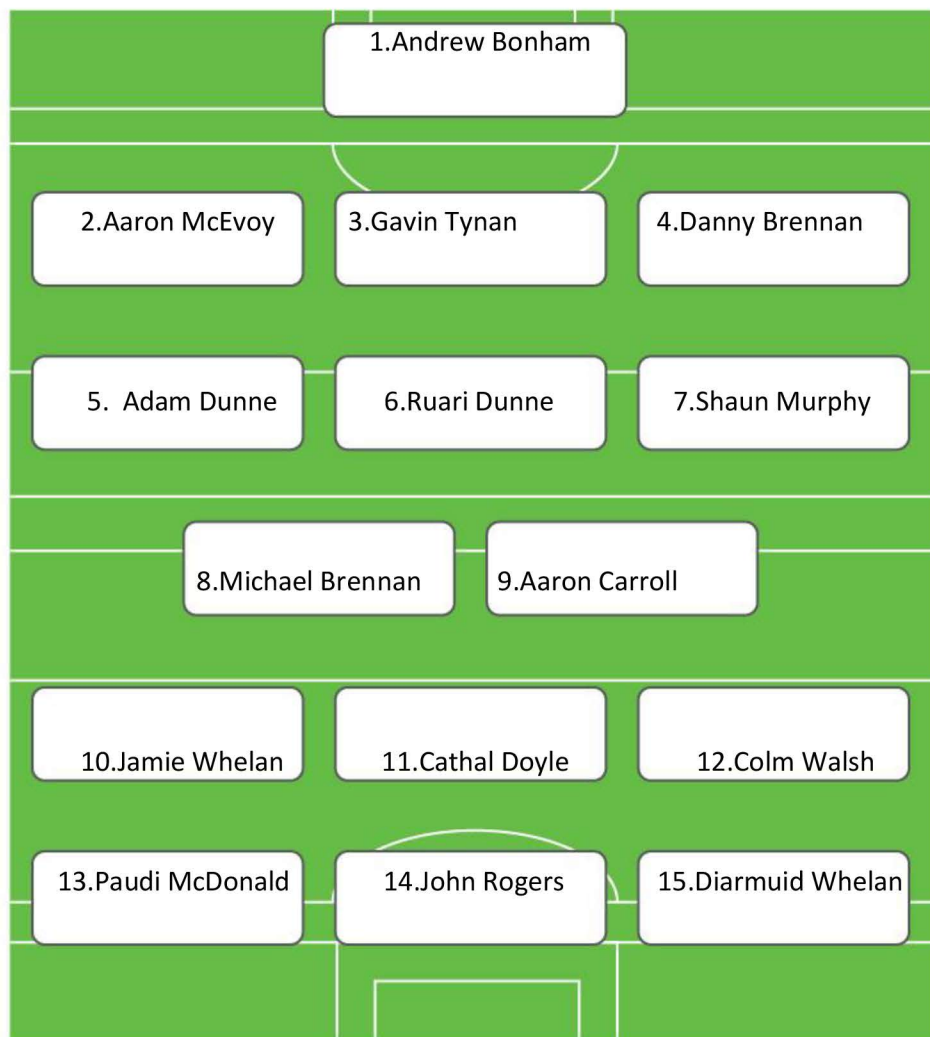 1.Andrew Bonham
2.Aaron McEvoy
3.Gavin Tynan
4.Danny Brennan
5. Adam Dunne
6.Ruari Dunne
7.Shaun Murphy
8.Michael Brennan
9.Aaron Carroll
10.Jamie Whelan
11.Cathal Doyle
12.Colm Walsh
13.Paudi McDonald
14.John Rogers
15.Diarmuid Whelan